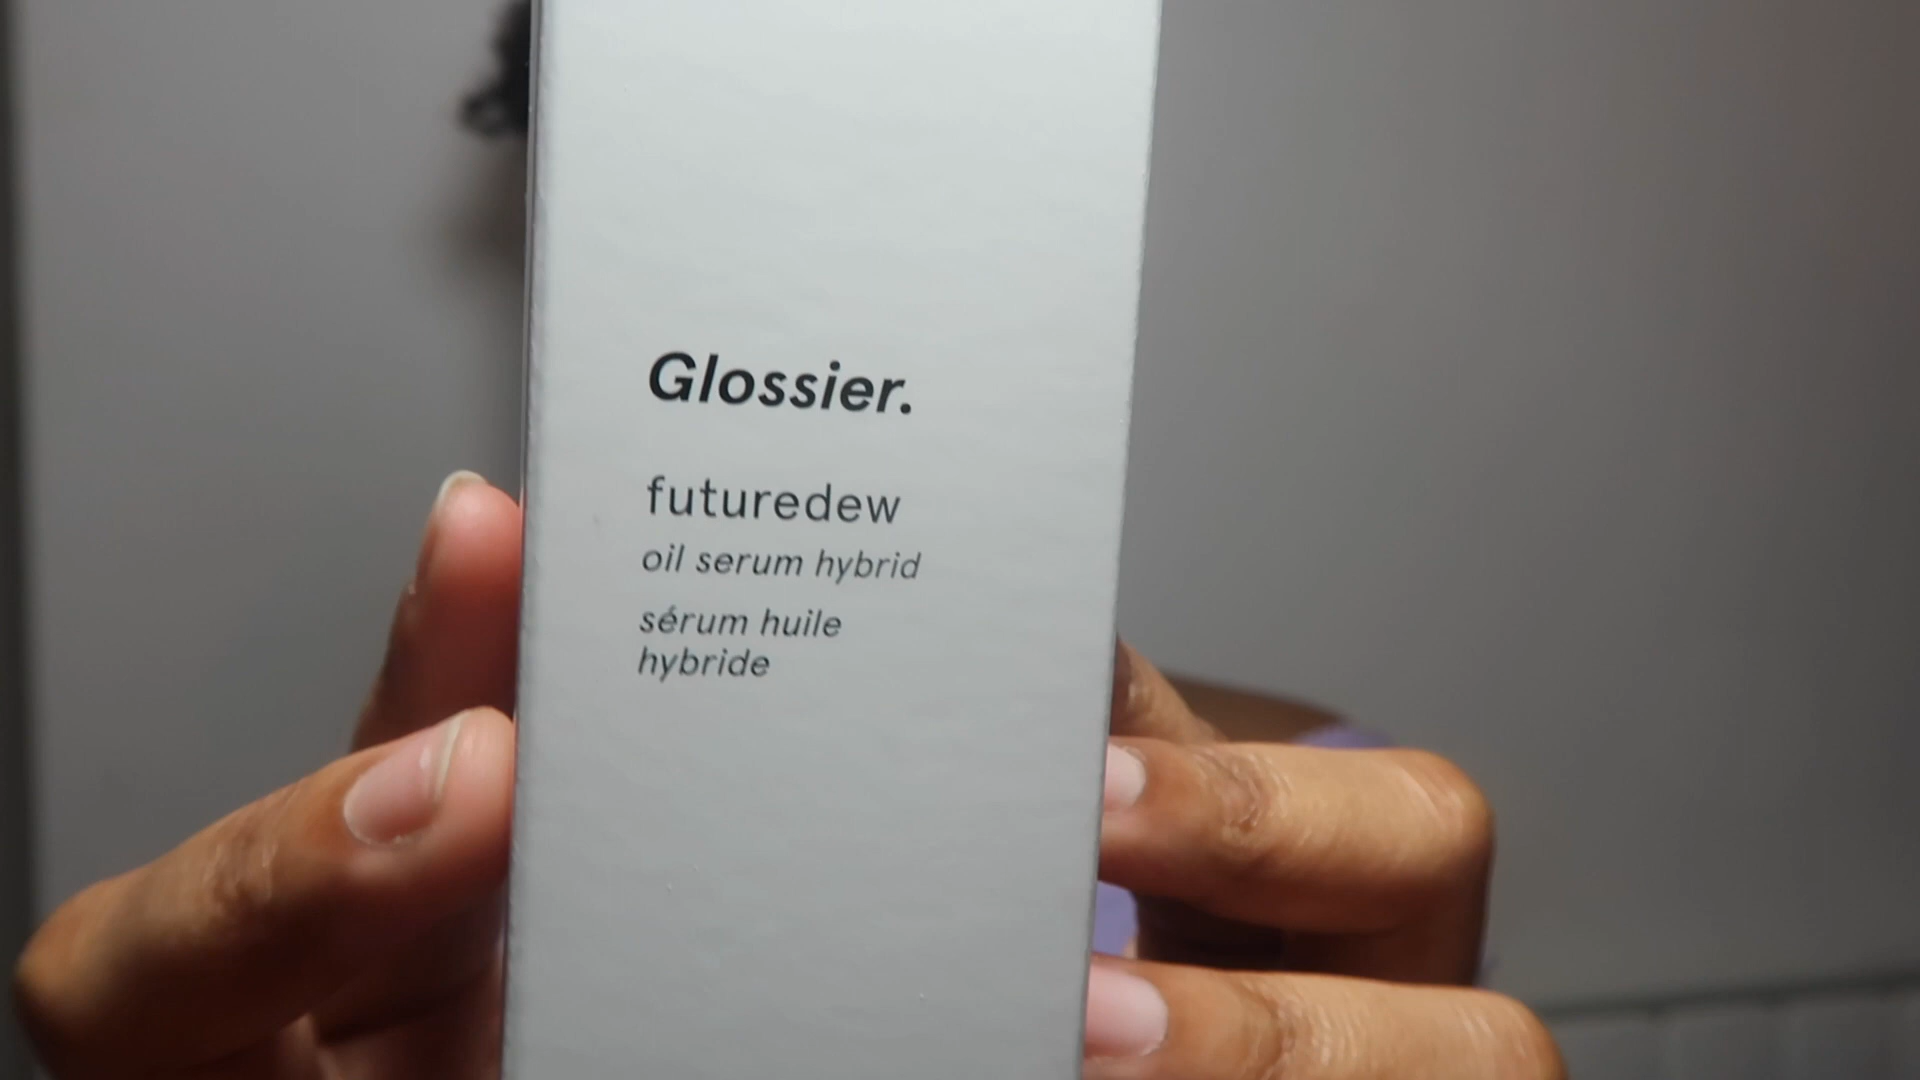 Glossier.
futuredew
oil serum hybrid
sérum huile
hybride